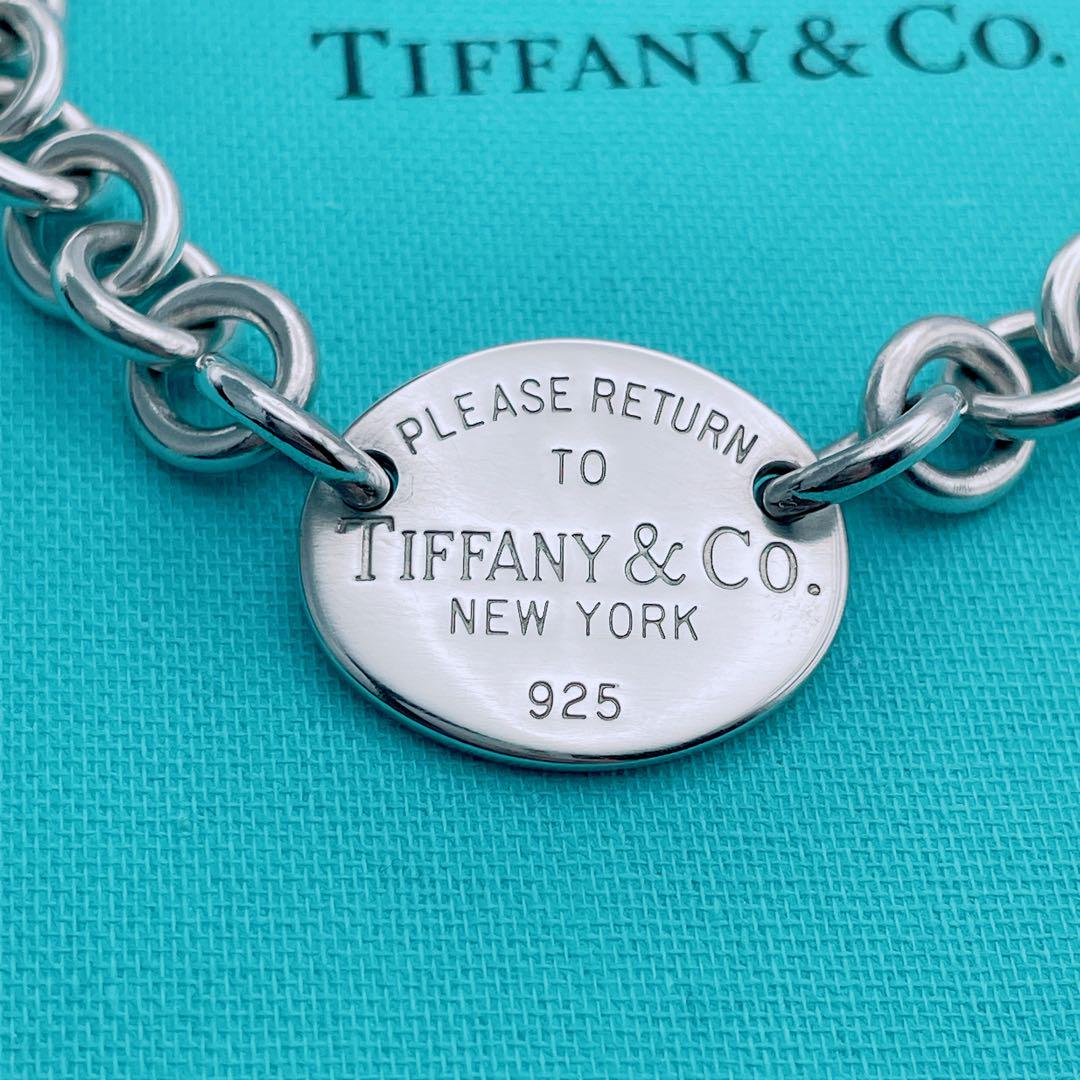 TIFFANY & CO.
PLEASE RETURN
TO
TIFFANY & CO.
NEW YORK
925